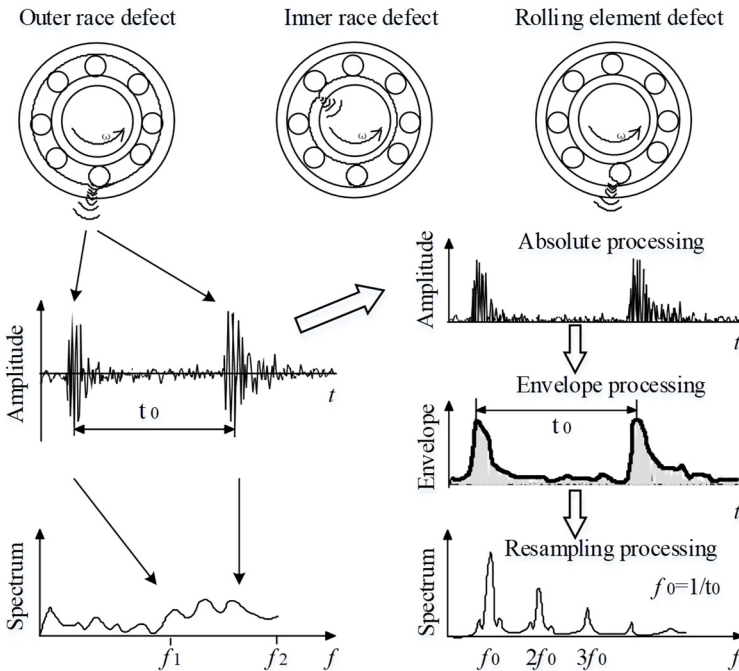 Outer race defect
Inner race defect
Rolling element defect
ω
ω
ω
Amplitude
t
t0
Spectrum
f1
f2
f
Absolute processing
Amplitude
t
Envelope processing
Envelope
t0
t
Resampling processing
Spectrum
f0=1/t0
f0
2f0
3f0
f